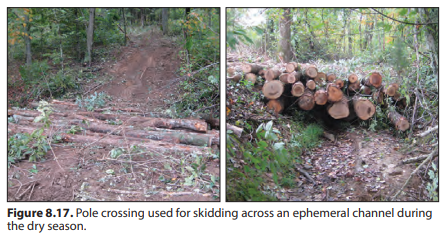 Figure 8.17. Pole crossing used for skidding across an ephemeral channel during
the dry season.